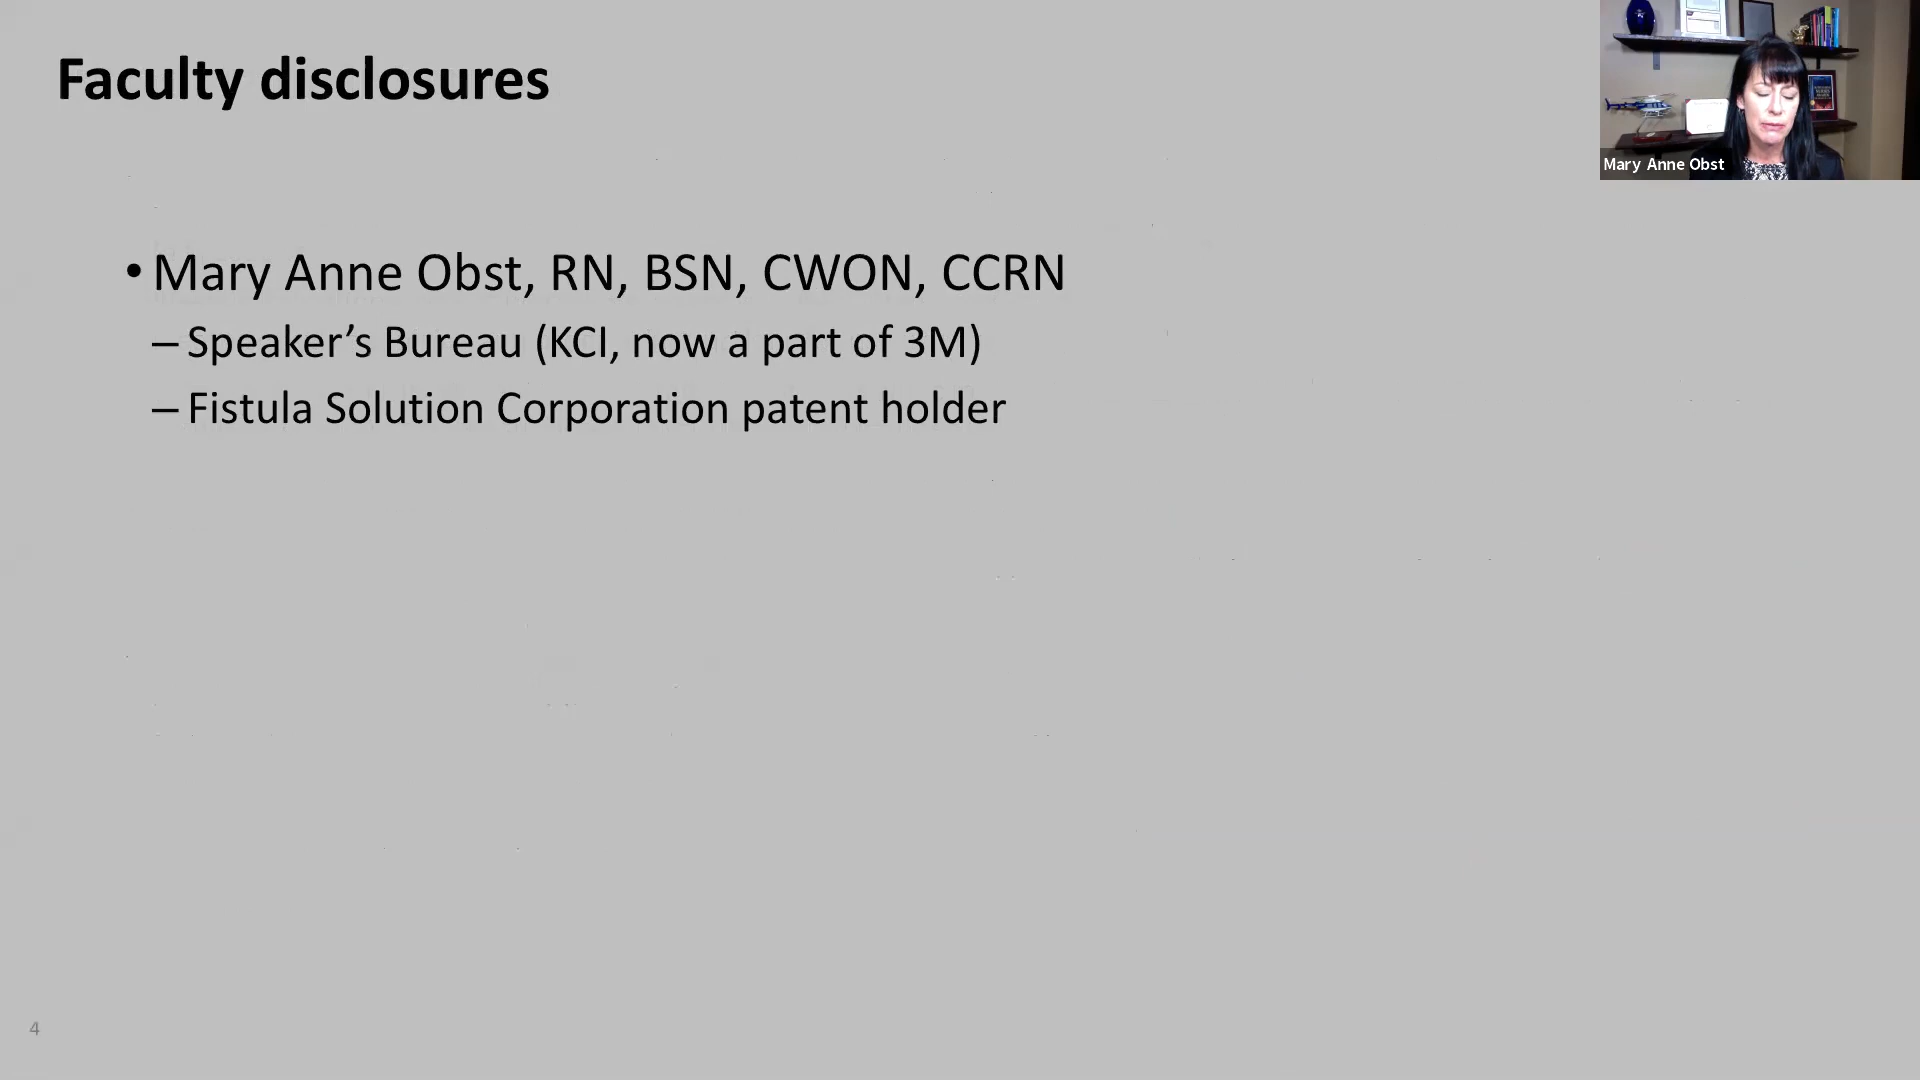 Faculty disclosures
• Mary Anne Obst, RN, BSN, CWON, CCRN
– Speaker’s Bureau (KCI, now a part of 3M)
– Fistula Solution Corporation patent holder
Mary Anne Obst
4